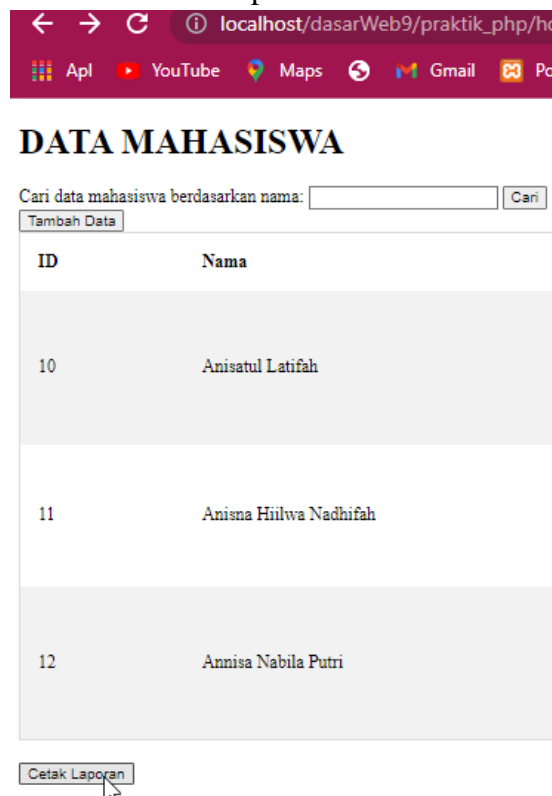 localhost/dasarWeb9/praktik_php/ho
Apl YouTube Maps Gmail Po
DATA MAHASISWA
Cari data mahasiswa berdasarkan nama: Cari
Tambah Data
ID Nama
10 Anisatul Latifah
11 Anisna Hiilwa Nadhifah
12 Annisa Nabila Putri
Cetak Laporan